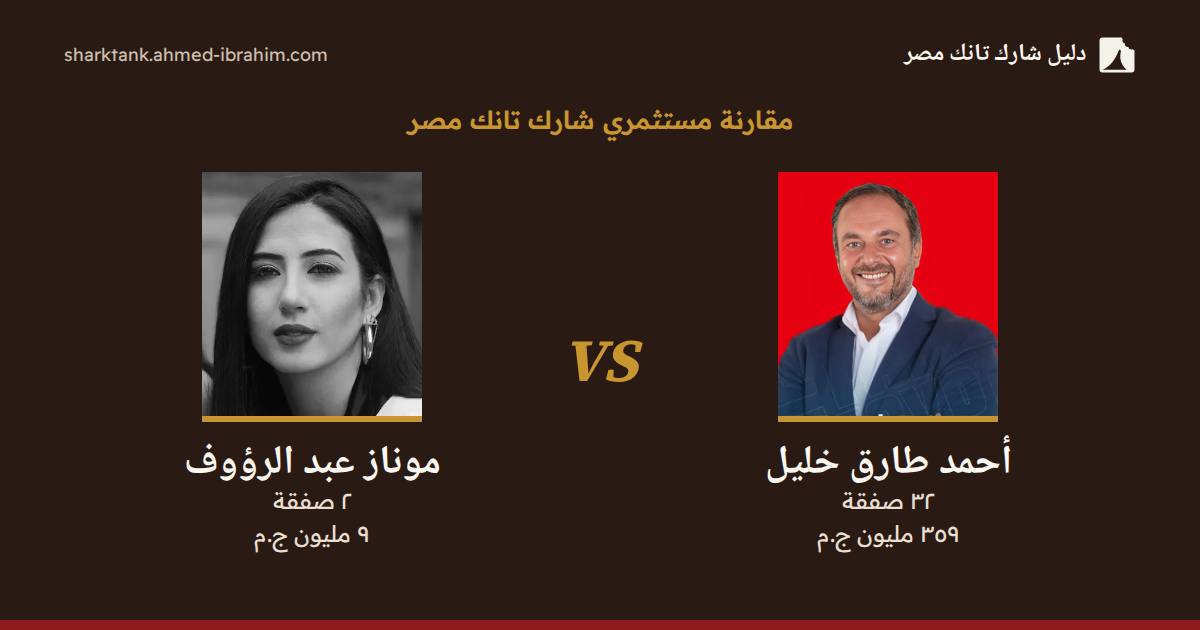 دليل شارك تانك مصر
sharktank.ahmed-ibrahim.com
مقارنة مستثمري شارك تانك مصر
VS
أحمد طارق خليل
٣٢ صفقة
٣٥٩ مليون ج.م
موناز عبد الرؤوف
٢ صفقة
٩ مليون ج.م